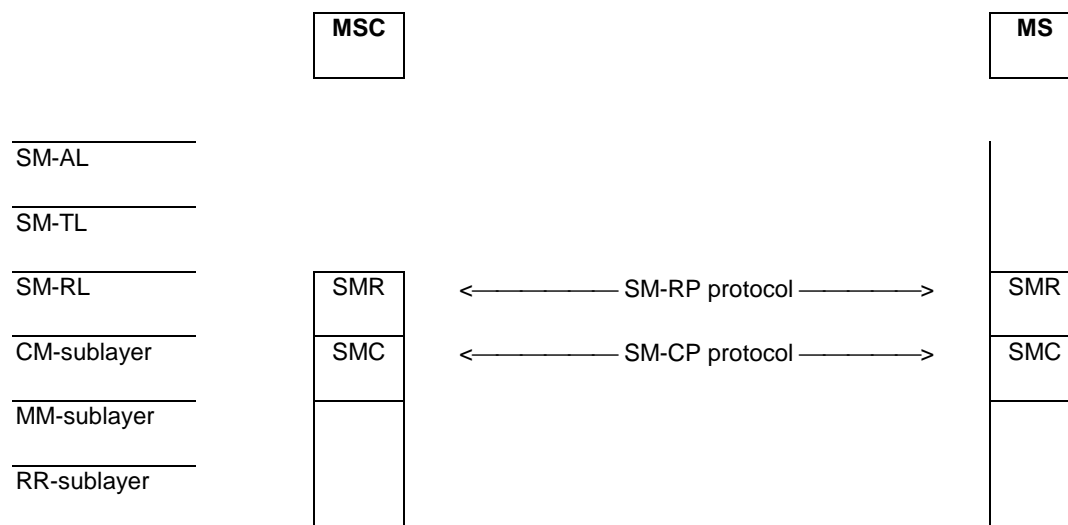 MSC MS
SM-AL
SM-TL
SM-RL SMR <—————— SM-RP protocol ——————> SMR
CM-sublayer SMC <—————— SM-CP protocol ——————> SMC
MM-sublayer
RR-sublayer